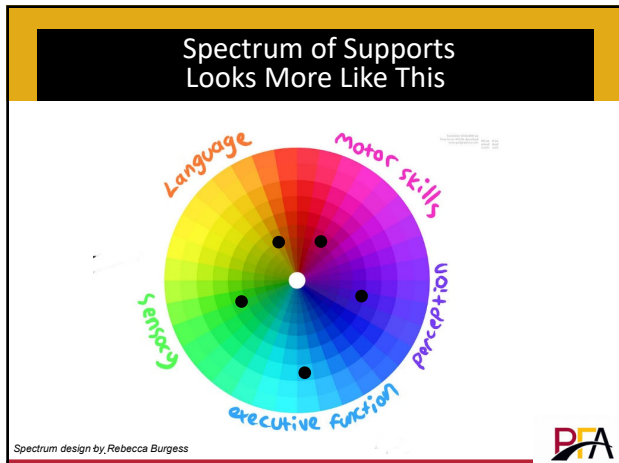 Spectrum of Supports
Looks More Like This
Language
Motor skills
Sensory
perception
executive function
Spectrum design by Rebecca Burgess
PFA